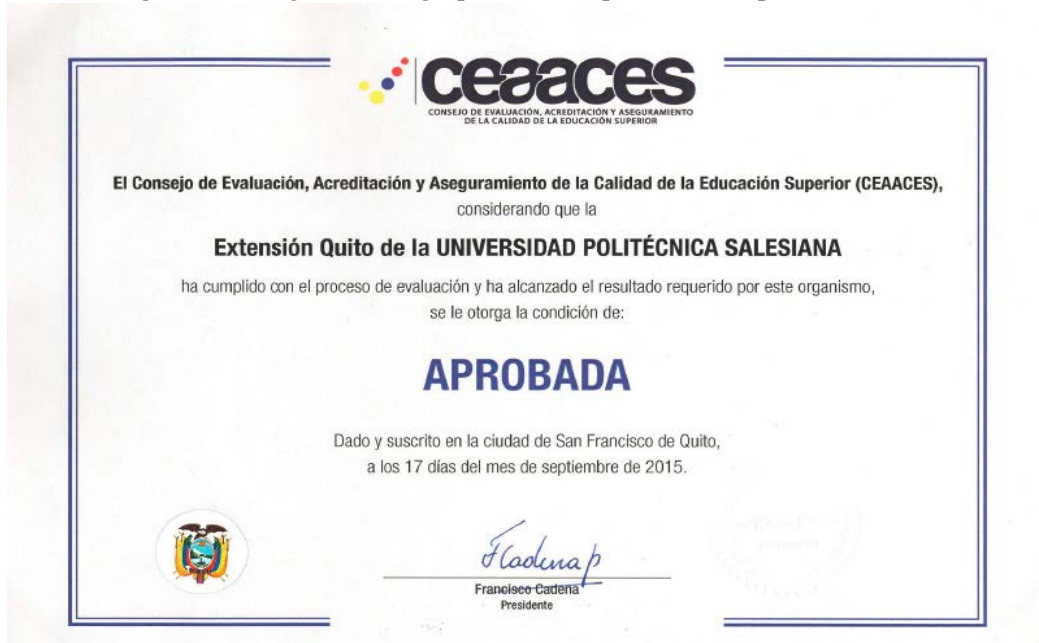 ceaaces
CONSEJO DE EVALUACIÓN, ACREDITACIÓN Y ASEGURAMIENTO
DE LA CALIDAD DE LA EDUCACIÓN SUPERIOR
El Consejo de Evaluación, Acreditación y Aseguramiento de la Calidad de la Educación Superior (CEAACES),
considerando que la
Extensión Quito de la UNIVERSIDAD POLITÉCNICA SALESIANA
ha cumplido con el proceso de evaluación y ha alcanzado el resultado requerido por este organismo,
se le otorga la condición de:
APROBADA
Dado y suscrito en la ciudad de San Francisco de Quito,
a los 17 días del mes de septiembre de 2015.
FCadena p
Francisco Cadena
Presidente